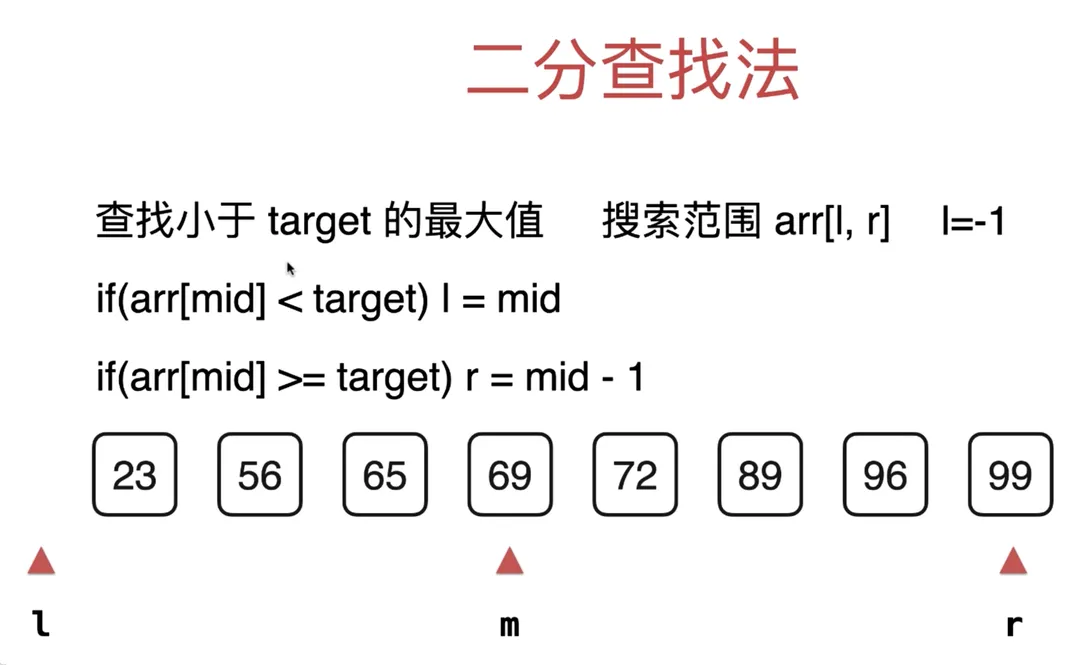 二分查找法
查找小于 target 的最大值 搜索范围 arr[l, r] l=-1
if(arr[mid] < target) l = mid
if(arr[mid] >= target) r = mid - 1
23 56 65 69 72 89 96 99
l m r